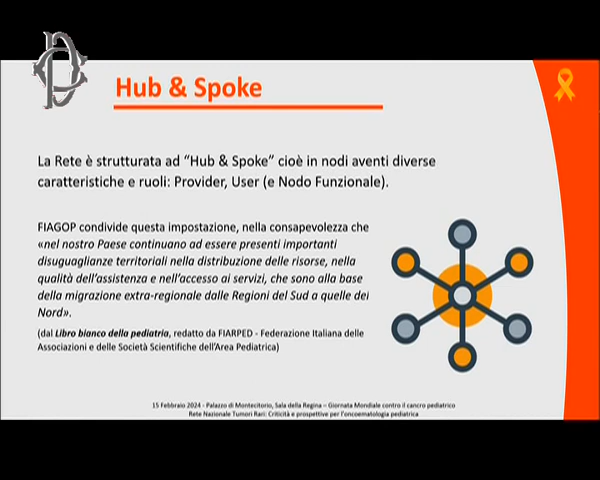 Hub & Spoke
La Rete è strutturata ad “Hub & Spoke” cioè in nodi aventi diverse
caratteristiche e ruoli: Provider, User (e Nodo Funzionale).
FIAGOP condivide questa impostazione, nella consapevolezza che
«nel nostro Paese continuano ad essere presenti importanti
disuguaglianze territoriali nella distribuzione delle risorse, nella
qualità dell’assistenza e nell’accesso ai servizi, che sono alla base
della migrazione extra-regionale dalle Regioni del Sud a quelle del
Nord».
(dal Libro bianco della pediatria, redatto da FIARPED - Federazione Italiana delle
Associazioni e delle Società Scientifiche dell’Area Pediatrica)
15 Febbraio 2024 - Palazzo di Montecitorio, Sala della Regina – Giornata Mondiale contro il cancro pediatrico
Rete Nazionale Tumori Rari: Criticità e prospettive per l’oncoematologia pediatrica